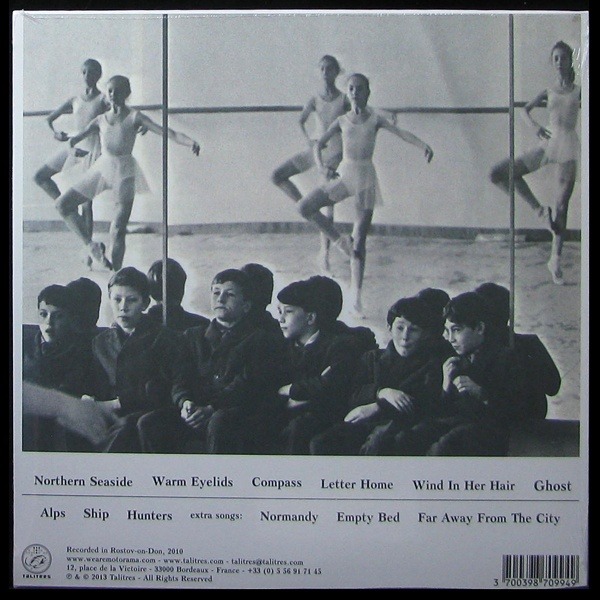 Northern Seaside Warm Eyelids Compass Letter Home Wind In Her Hair Ghost
Alps Ship Hunters extra songs: Normandy Empty Bed Far Away From The City
Recorded in Rostov-on-Don, 2010
www.wearemotorama.com - www.talitres.com - talitres@talitres.com
12, place de la Victoire - 33000 Bordeaux - France - +33 (0) 5 56 91 71 45
℗ & © 2013 Talitres - All Rights Reserved
TALITRES
3 700398 709949